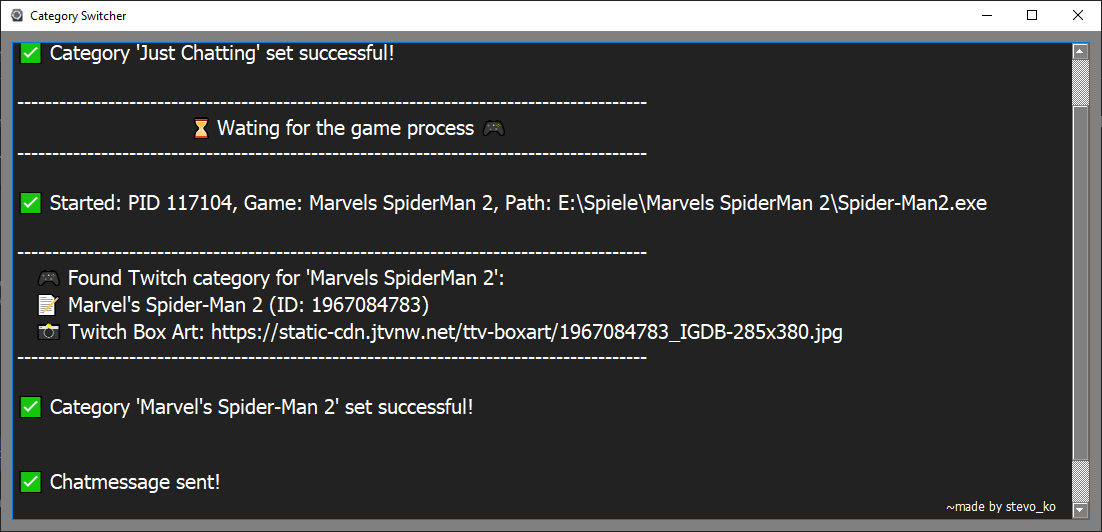 Category Switcher
✅ Category 'Just Chatting' set successful!
------------------------------------------------------------------------------------------
⏳ Wating for the game process 🎮
------------------------------------------------------------------------------------------
✅ Started: PID 117104, Game: Marvels SpiderMan 2, Path: E:\Spiele\Marvels SpiderMan 2\Spider-Man2.exe
------------------------------------------------------------------------------------------
🎮 Found Twitch category for 'Marvels SpiderMan 2':
📝 Marvel's Spider-Man 2 (ID: 1967084783)
📷 Twitch Box Art: https://static-cdn.jtvnw.net/ttv-boxart/1967084783_IGDB-285x380.jpg
------------------------------------------------------------------------------------------
✅ Category 'Marvel's Spider-Man 2' set successful!
✅ Chatmessage sent!
~made by stevo_ko